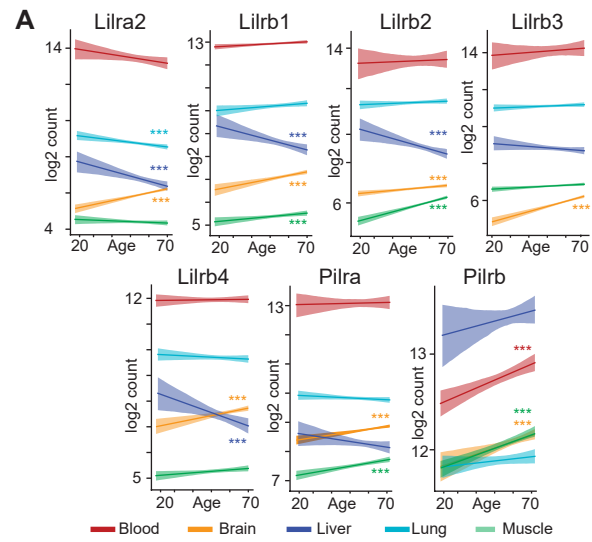 A
Lilra2
Lilrb1
Lilrb2
Lilrb3
log2 count
14
4
***
***
***
20 Age 70
log2 count
13
5
***
***
***
20 Age 70
log2 count
14
6
***
***
***
20 Age 70
log2 count
14
6
***
20 Age 70
Lilrb4
Pilra
Pilrb
log2 count
12
5
***
***
20 Age 70
log2 count
13
7
***
***
20 Age 70
log2 count
13
12
***
***
***
20 Age 70
Blood Brain Liver Lung Muscle